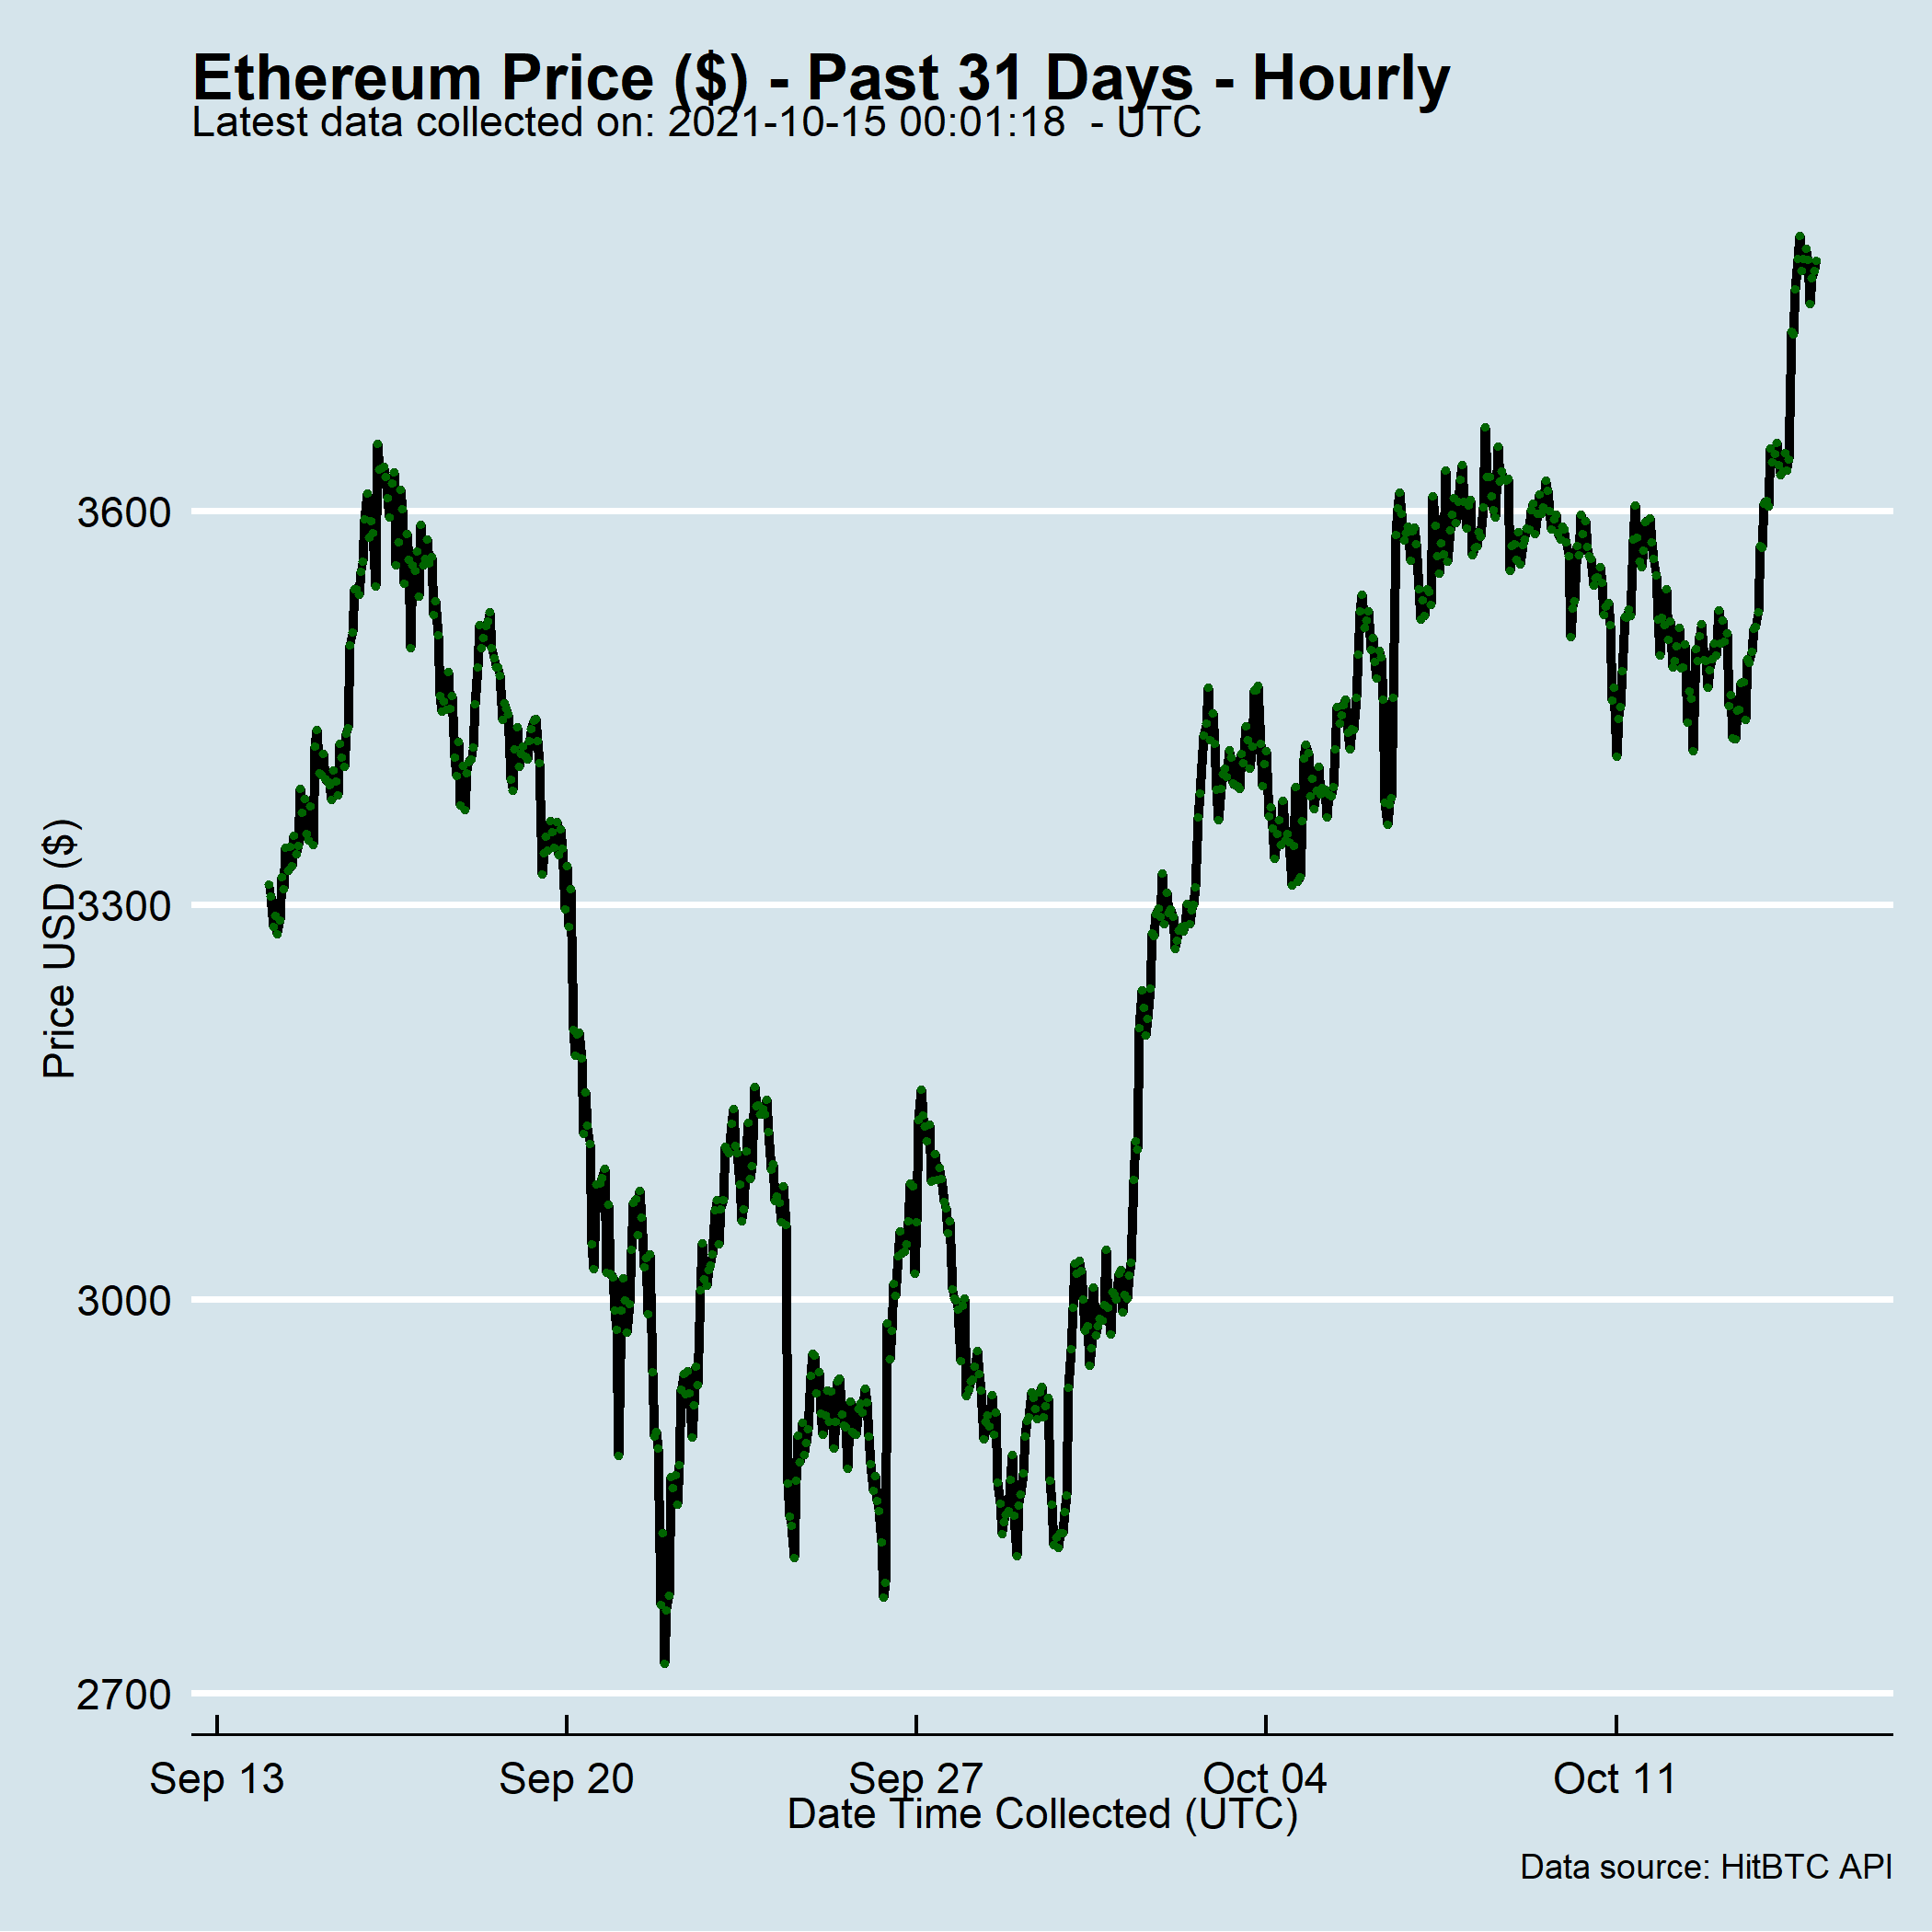 Ethereum Price ($) - Past 31 Days - Hourly
Latest data collected on: 2021-10-15 00:01:18  - UTC
Price USD ($)
3600
3300
3000
2700
Sep 13
Sep 20
Sep 27
Oct 04
Oct 11
Date Time Collected (UTC)
Data source: HitBTC API